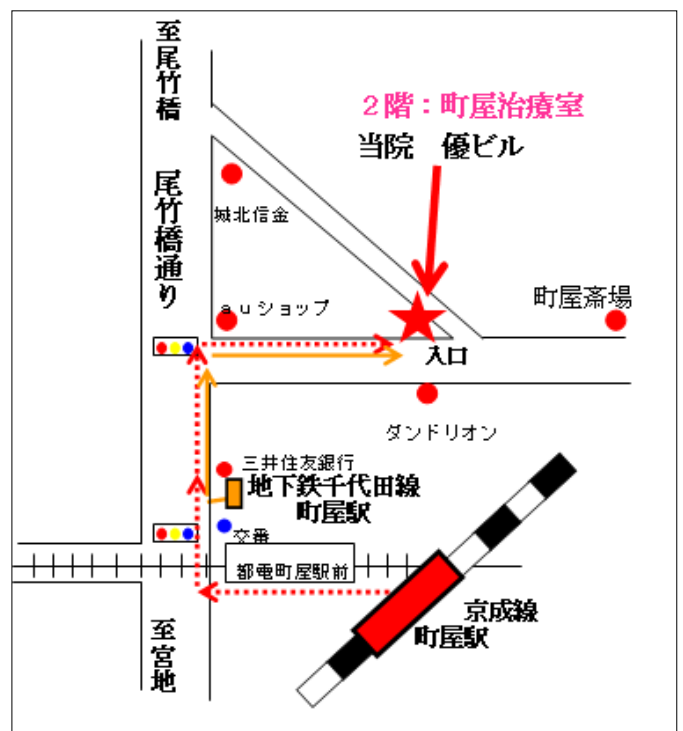 至尾竹橋
尾竹橋通り
2階：町屋治療室
当院　優ビル
城北信金
auショップ
町屋斎場
入口
ダンドリオン
三井住友銀行
地下鉄千代田線
町屋駅
交番
都電町屋駅前
京成線
町屋駅
至宮地